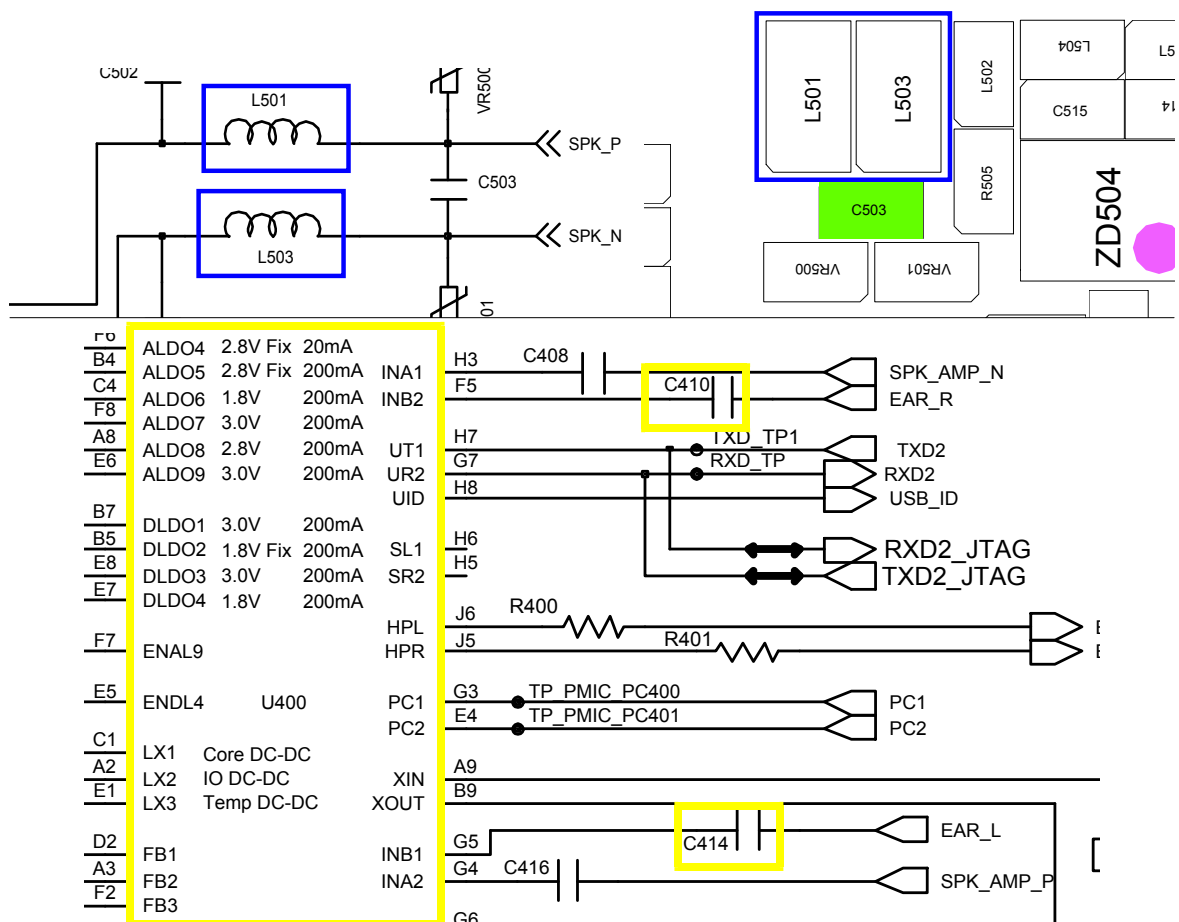 C502
L501
VR500
SPK_P
C503
L503
SPK_N
01
L501
L503
L502
L504
L5
C515
14
R505
C503
ZD504
VR500
VR501
F6 ALDO4 2.8V Fix 20mA
B4 ALDO5 2.8V Fix 200mA INA1 H3 C408 SPK_AMP_N
C4 ALDO6 1.8V 200mA INB2 F5 C410 EAR_R
F8 ALDO7 3.0V 200mA
A8 ALDO8 2.8V 200mA UT1 H7 TXD_TP1 TXD2
E6 ALDO9 3.0V 200mA UR2 G7 RXD_TP RXD2
UID H8 USB_ID
B7 DLDO1 3.0V 200mA
B5 DLDO2 1.8V Fix 200mA SL1 H6 RXD2_JTAG
E8 DLDO3 3.0V 200mA SR2 H5 TXD2_JTAG
E7 DLDO4 1.8V 200mA
HPL J6 R400
F7 ENAL9 HPR J5 R401
E5 ENDL4 U400 PC1 G3 TP_PMIC_PC400 PC1
PC2 E4 TP_PMIC_PC401 PC2
C1 LX1 Core DC-DC
A2 LX2 IO DC-DC XIN A9
E1 LX3 Temp DC-DC XOUT B9
D2 FB1 INB1 G5 C414 EAR_L
A3 FB2 INA2 G4 C416 SPK_AMP_P
F2 FB3
G6